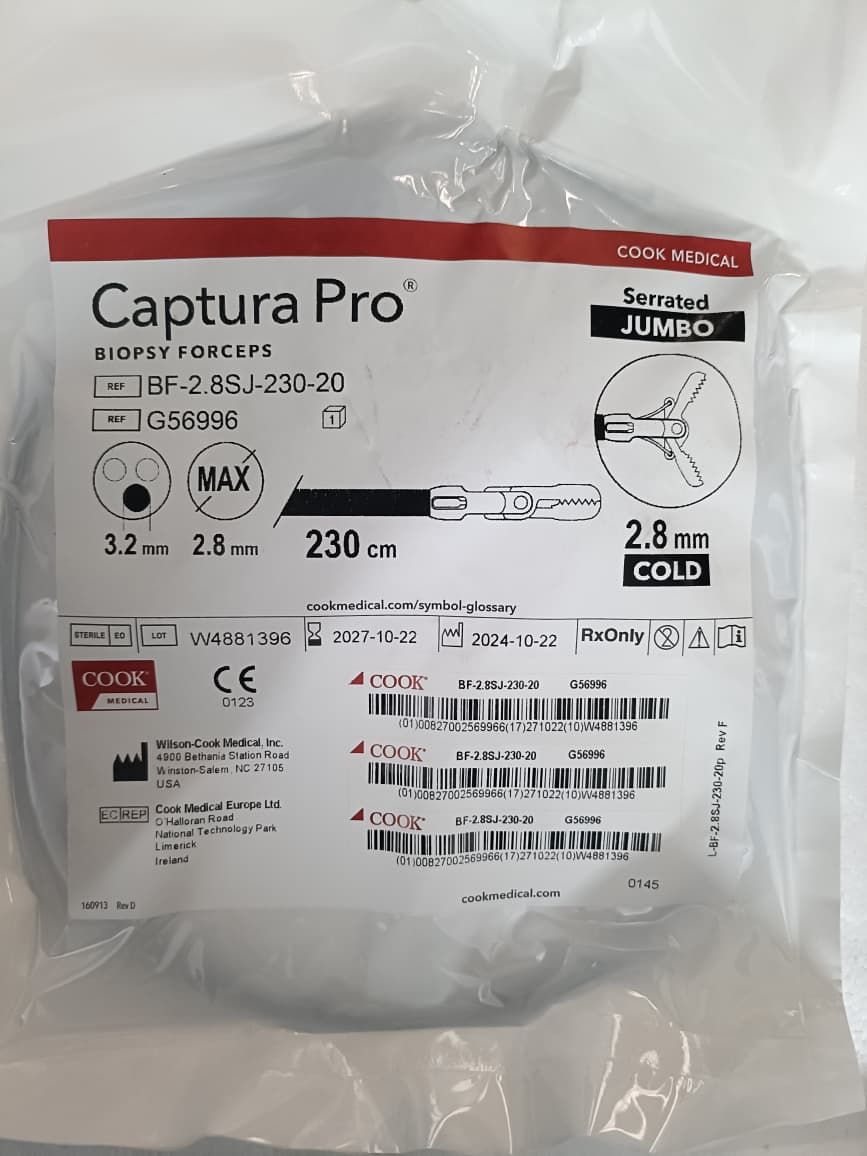 COOK MEDICAL
Captura Pro®
BIOPSY FORCEPS
Serrated
JUMBO
REF BF-2.8SJ-230-20
REF G56996
1
MAX
3.2 mm 2.8 mm 230 cm
2.8 mm
COLD
cookmedical.com/symbol-glossary
STERILE EO LOT W4881396 2027-10-22 2024-10-22 RxOnly
COOK
MEDICAL
CE
0123
Wilson-Cook Medical, Inc.
4900 Bethania Station Road
Winston-Salem, NC 27105
USA
EC REP Cook Medical Europe Ltd.
O'Halloran Road
National Technology Park
Limerick
Ireland
COOK BF-2.8SJ-230-20 G56996
(01)00827002569966(17)271022(10)W4881396
COOK BF-2.8SJ-230-20 G56996
(01)00827002569966(17)271022(10)W4881396
COOK BF-2.8SJ-230-20 G56996
(01)00827002569966(17)271022(10)W4881396
L-BF-2.8SJ-230-20p Rev F
160913 Rev D
cookmedical.com
0145